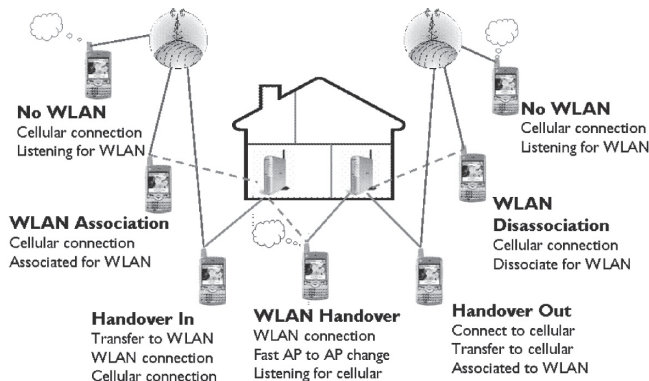 No WLAN
Cellular connection
Listening for WLAN
No WLAN
Cellular connection
Listening for WLAN
WLAN Association
Cellular connection
Associated for WLAN
WLAN
Disassociation
Cellular connection
Dissociate for WLAN
Handover In
Transfer to WLAN
WLAN connection
Cellular connection
WLAN Handover
WLAN connection
Fast AP to AP change
Listening for cellular
Handover Out
Connect to cellular
Transfer to cellular
Associated to WLAN